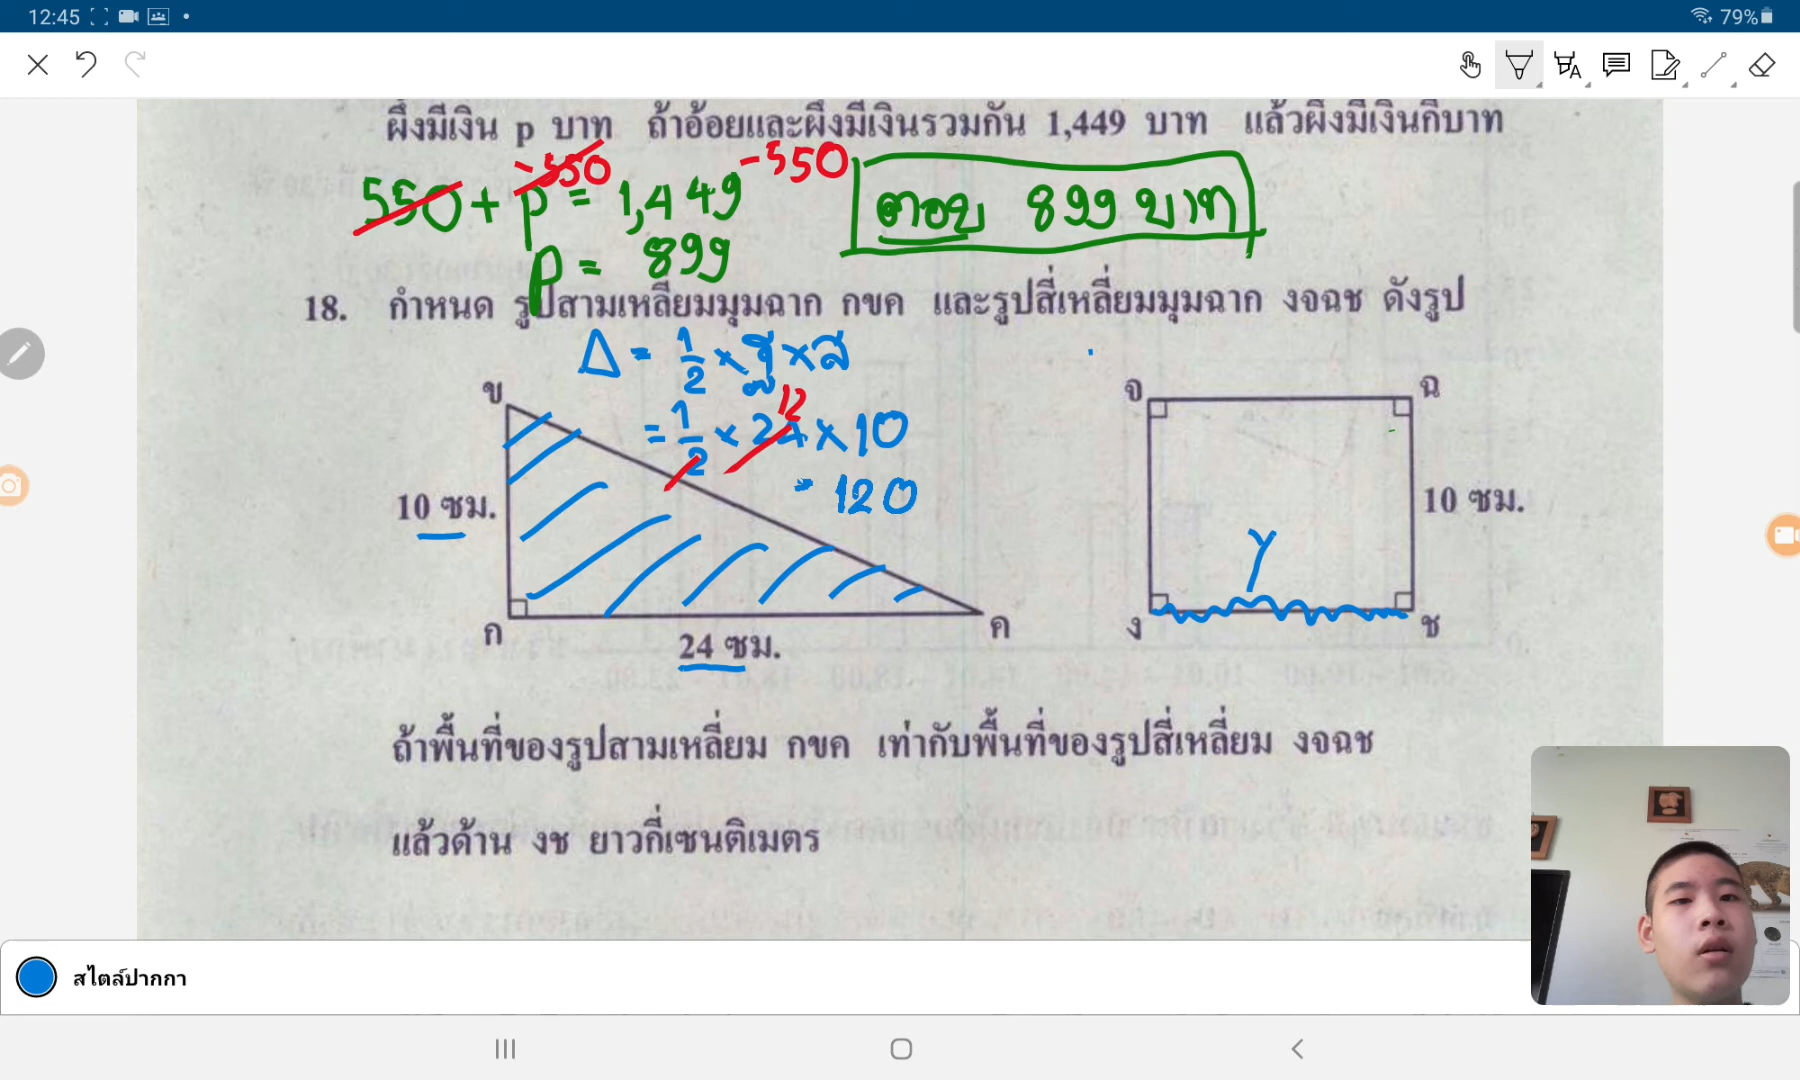 12:45
79%
ผึ้งมีเงิน p บาท ถ้าอ้อยและผึ้งมีเงินรวมกัน 1,449 บาท แล้วผึ้งมีเงินกี่บาท
-550 -550
550 + p = 1,449
ตอบ 899 บาท
p = 899
18. กำหนด รูปสามเหลี่ยมมุมฉาก กขค และรูปสี่เหลี่ยมมุมฉาก งจฉช ดังรูป
Δ = 1/2 × ฐ × ส
12
= 1/2 × 24 × 10
= 120
ข
10 ซม.
ก
24 ซม.
ค
จ
ฉ
10 ซม.
Y
ง
ช
ถ้าพื้นที่ของรูปสามเหลี่ยม กขค เท่ากับพื้นที่ของรูปสี่เหลี่ยม งจฉช
แล้วด้าน งช ยาวกี่เซนติเมตร
สไตล์ปากกา